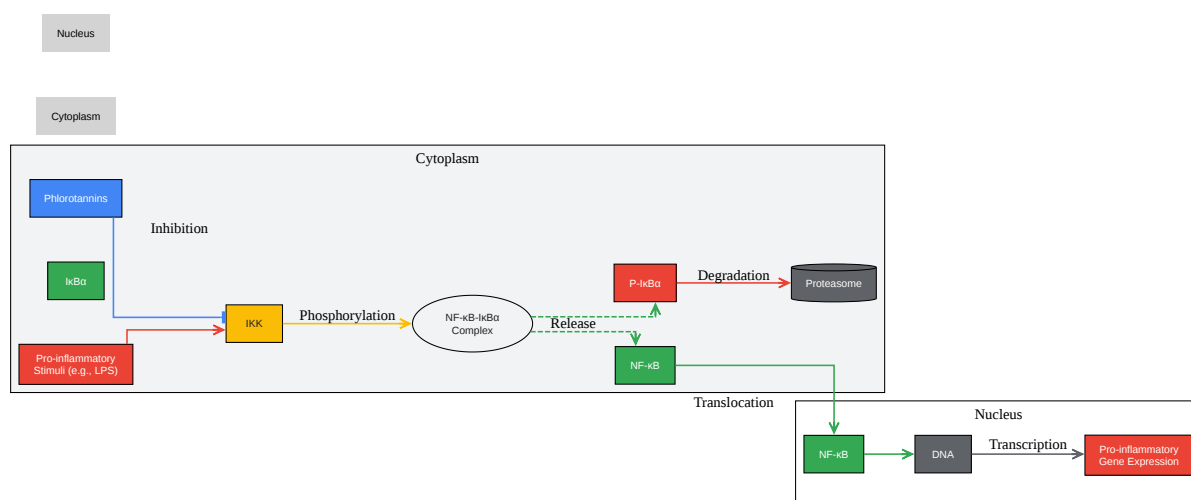 Nucleus
Cytoplasm
Cytoplasm
Phlorotannins
Inhibition
IκBα
P-IκBα
Degradation
Proteasome
IKK
Phosphorylation
NF-κB-IκBα
Complex
Release
Pro-inflammatory
Stimuli (e.g., LPS)
NF-κB
Translocation
Nucleus
NF-κB
DNA
Transcription
Pro-inflammatory
Gene Expression